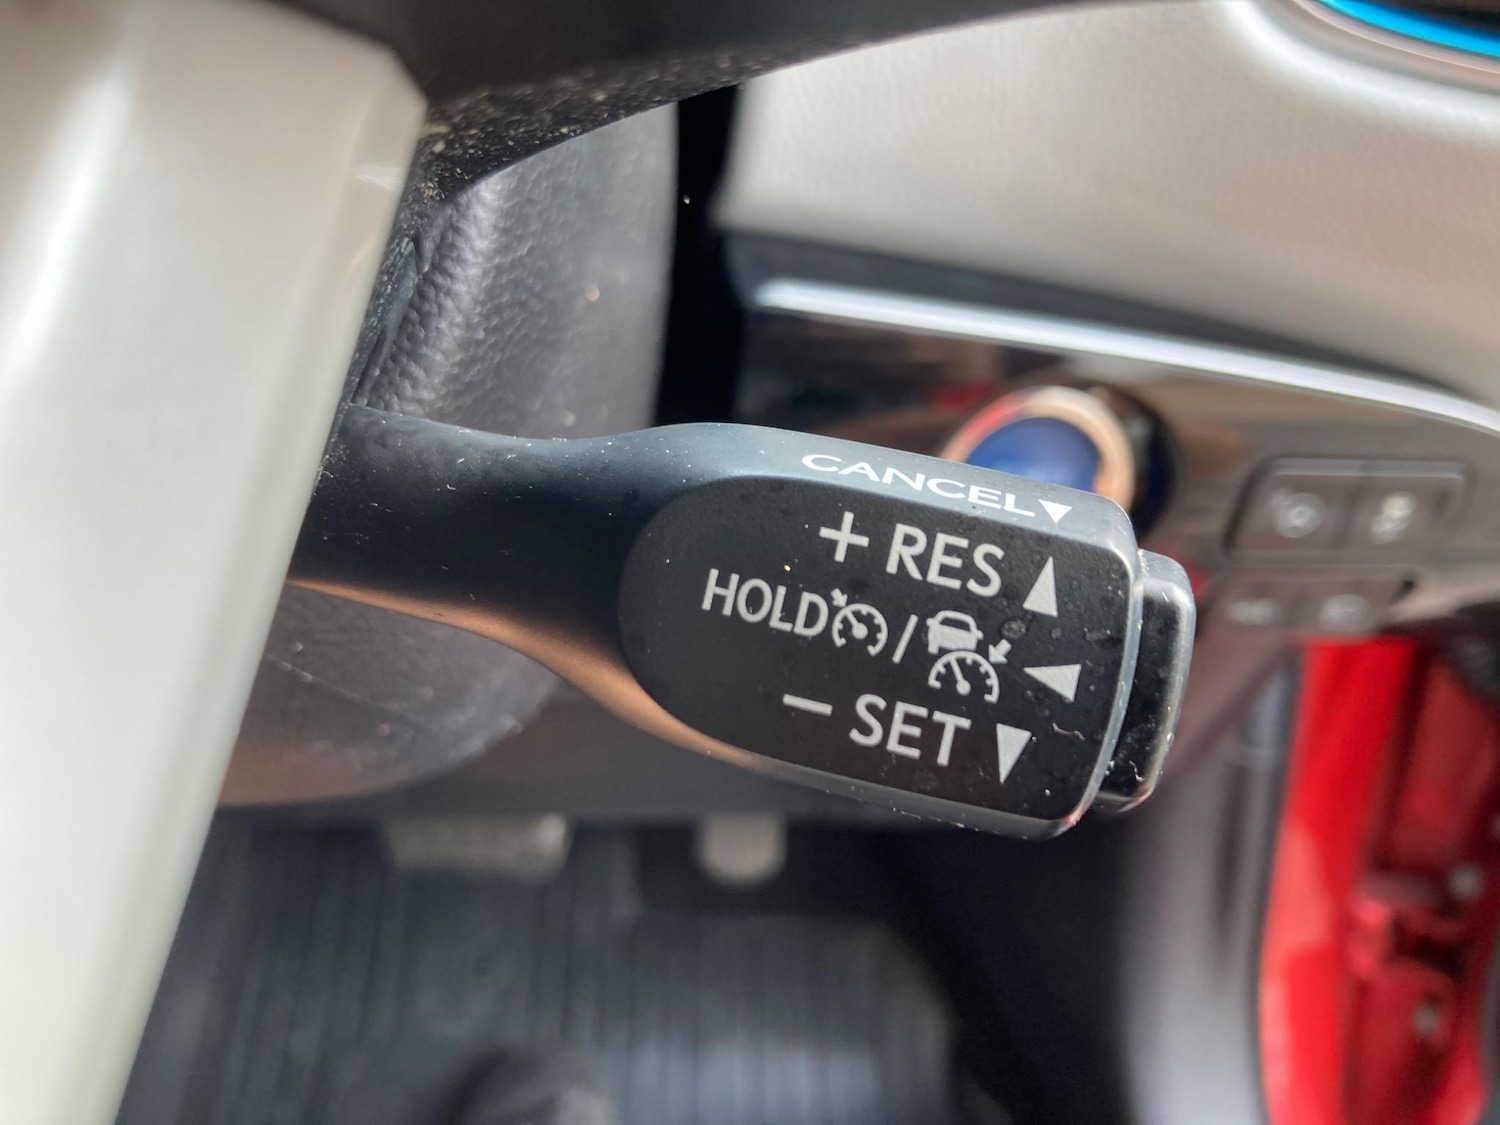 CANCEL
+ RES
HOLD /
− SET